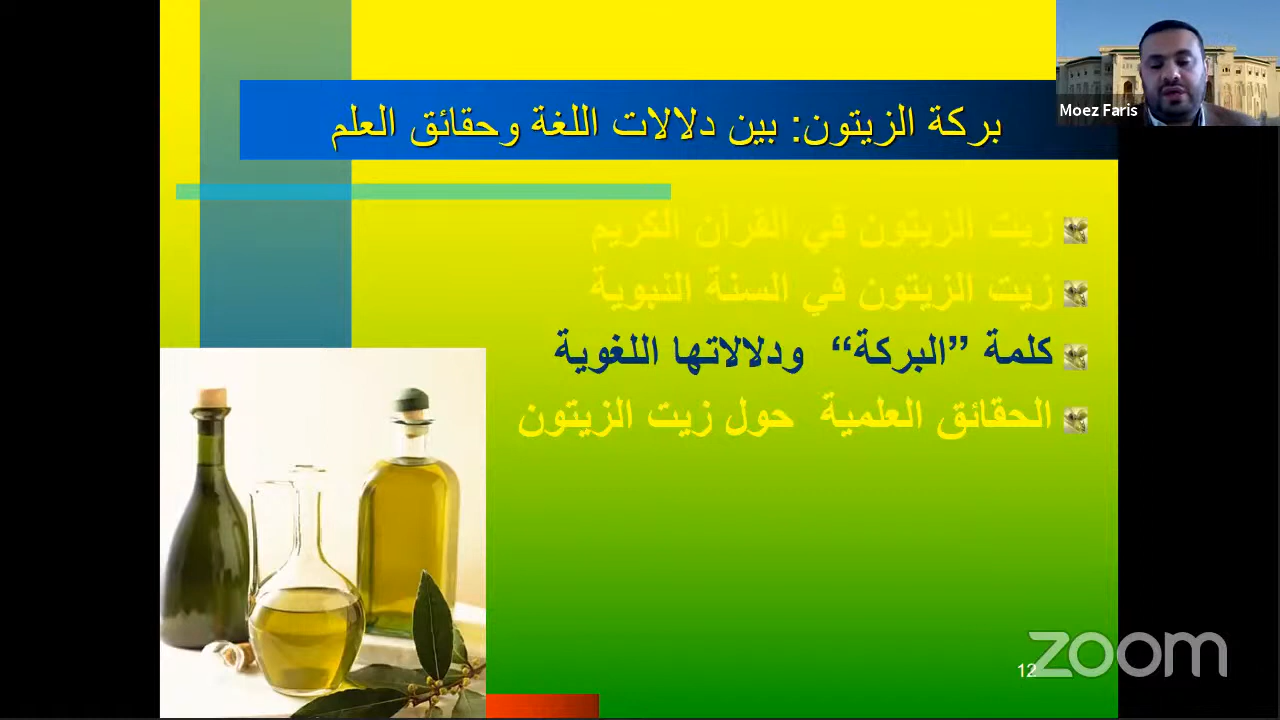 بركة الزيتون: بين دلالات اللغة وحقائق العلم
Moez Faris
زيت الزيتون في القرآن الكريم
زيت الزيتون في السنة النبوية
كلمة ”البركة“ ودلالاتها اللغوية
الحقائق العلمية حول زيت الزيتون
12
zoom